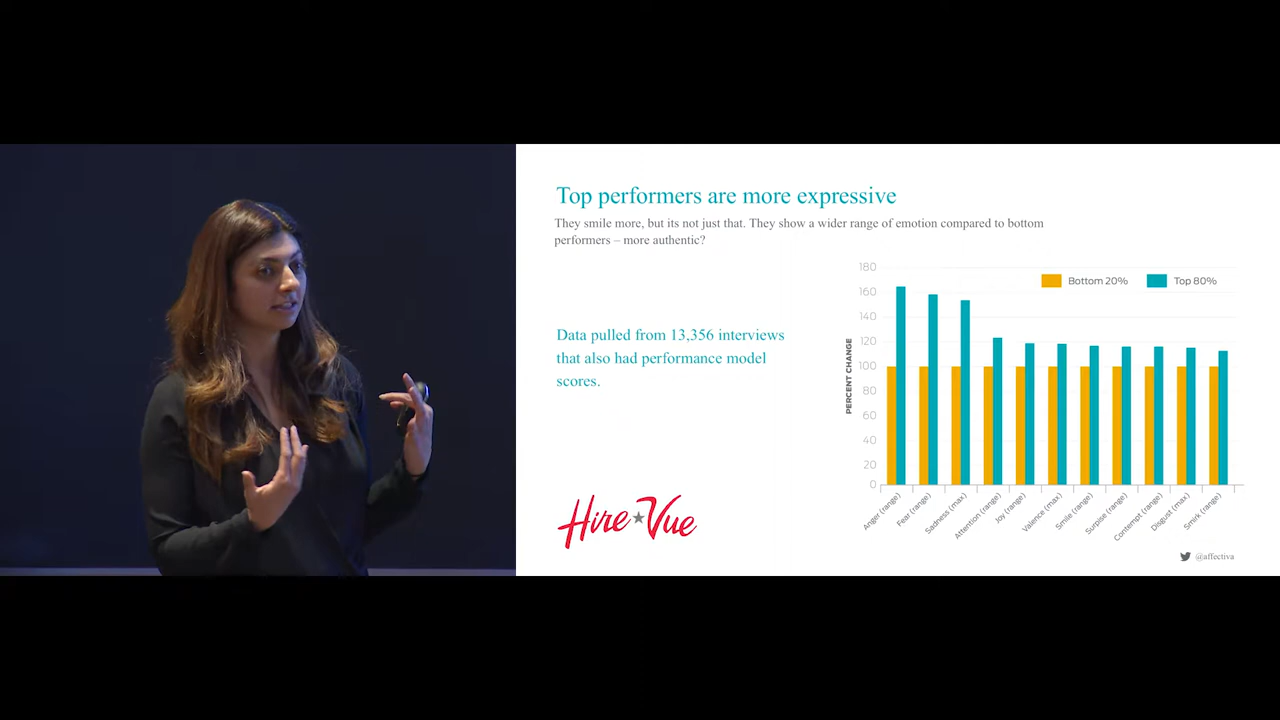 Top performers are more expressive
They smile more, but its not just that. They show a wider range of emotion compared to bottom
performers – more authentic?
Data pulled from 13,356 interviews
that also had performance model
scores.
Hire Vue
Bottom 20% Top 80%
PERCENT CHANGE
180
160
140
120
100
80
60
40
20
0
Anger (range)
Fear (range)
Sadness (max)
Attention (range)
Joy (range)
Valence (max)
Smile (range)
Surpise (range)
Contempt (range)
Disgust (max)
Smirk (range)
@affectiva